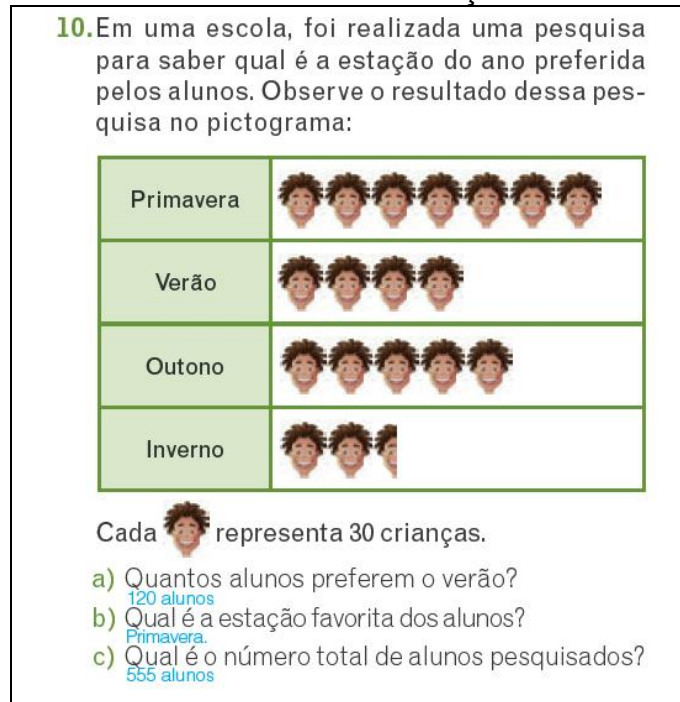 10. Em uma escola, foi realizada uma pesquisa
para saber qual é a estação do ano preferida
pelos alunos. Observe o resultado dessa pes-
quisa no pictograma:
Primavera
Verão
Outono
Inverno
Cada representa 30 crianças.
a) Quantos alunos preferem o verão?
120 alunos
b) Qual é a estação favorita dos alunos?
Primavera.
c) Qual é o número total de alunos pesquisados?
555 alunos